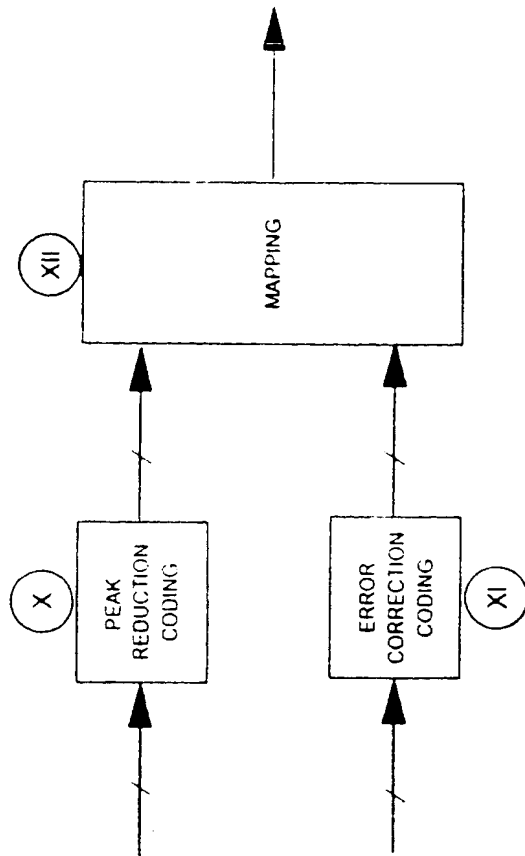 X
PEAK
REDUCTION
CODING
XI
ERROR
CORRECTION
CODING
XII
MAPPING